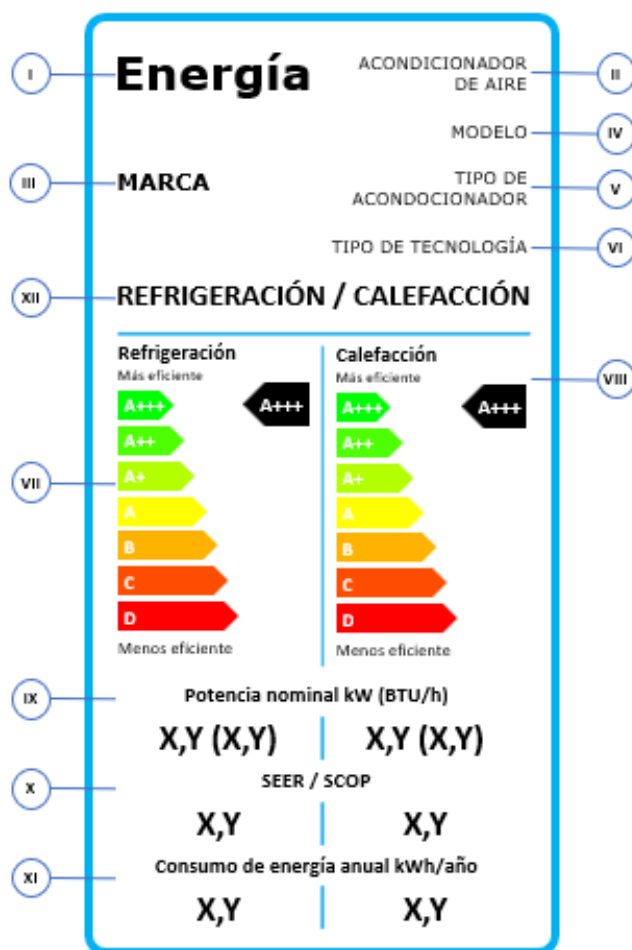 I
Energía
ACONDICIONADOR
DE AIRE
II
MODELO
IV
III
MARCA
TIPO DE
ACONDOCIONADOR
V
TIPO DE TECNOLOGÍA
VI
XII
REFRIGERACIÓN / CALEFACCIÓN
Refrigeración
Más eficiente
A+++
A+++
A++
A+
A
B
C
D
Menos eficiente
VII
Calefacción
Más eficiente
A+++
A+++
A++
A+
A
B
C
D
Menos eficiente
VIII
IX
Potencia nominal kW (BTU/h)
X,Y (X,Y)
X,Y (X,Y)
X
SEER / SCOP
X,Y
X,Y
XI
Consumo de energía anual kWh/año
X,Y
X,Y